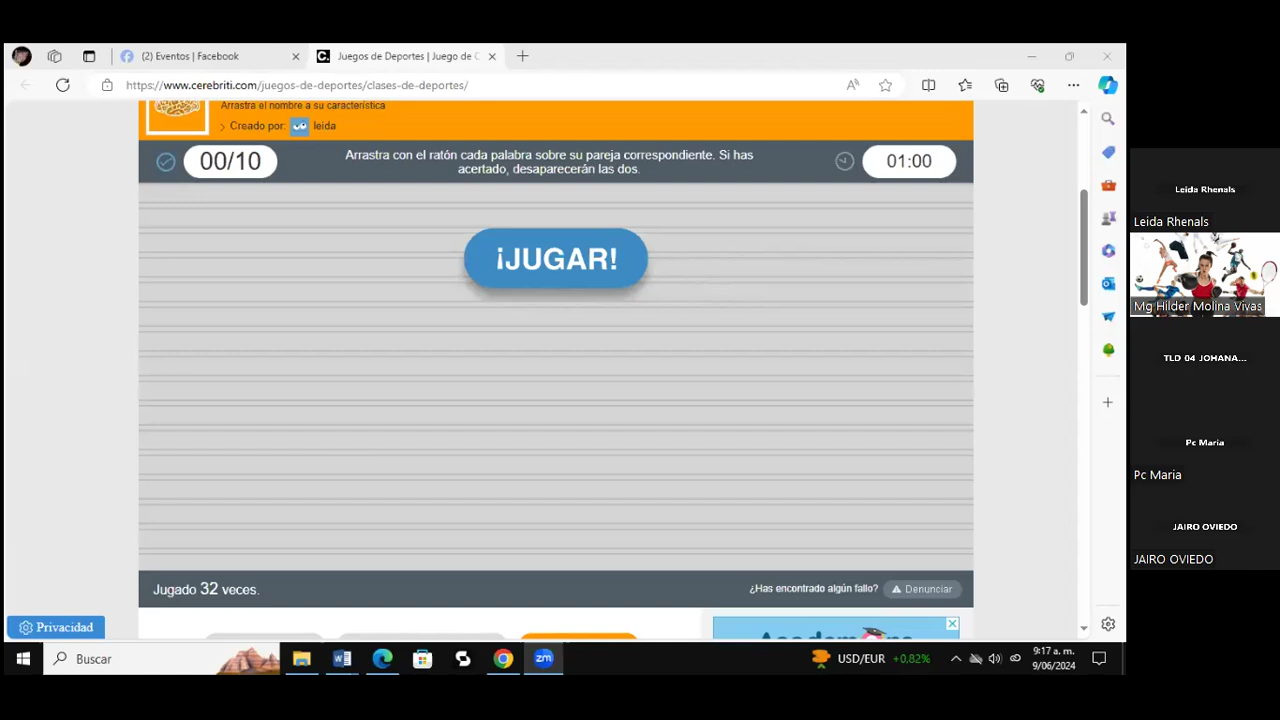 (2) Eventos | Facebook
C. Juegos de Deportes | Juego de C
https://www.cerebriti.com/juegos-de-deportes/clases-de-deportes/
Arrastra el nombre a su característica
> Creado por: leida
00/10
Arrastra con el ratón cada palabra sobre su pareja correspondiente. Si has
acertado, desaparecerán las dos.
01:00
¡JUGAR!
Jugado 32 veces.
¿Has encontrado algún fallo?
Denunciar
Privacidad
Buscar
USD/EUR +0.82%
9:17 a. m.
9/06/2024
Leida Rhenals
Leida Rhenals
Mg Hilder Molina Vivas
TLD 04 JOHANA...
Pc Maria
Pc Maria
JAIRO OVIEDO
JAIRO OVIEDO